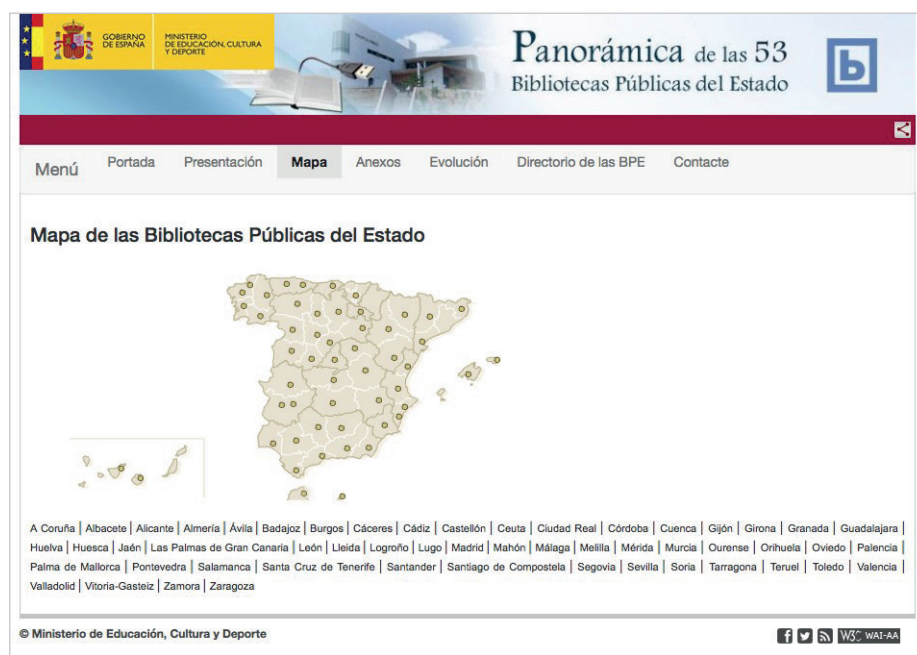 GOBIERNO
DE ESPAÑA
MINISTERIO
DE EDUCACIÓN, CULTURA
Y DEPORTE
Panorámica de las 53
Bibliotecas Públicas del Estado
b
Menú Portada Presentación Mapa Anexos Evolución Directorio de las BPE Contacte
Mapa de las Bibliotecas Públicas del Estado
A Coruña | Albacete | Alicante | Almería | Ávila | Badajoz | Burgos | Cáceres | Cádiz | Castellón | Ceuta | Ciudad Real | Córdoba | Cuenca | Gijón | Girona | Granada | Guadalajara |
Huelva | Huesca | Jaén | Las Palmas de Gran Canaria | León | Lleida | Logroño | Lugo | Madrid | Mahón | Málaga | Melilla | Mérida | Murcia | Ourense | Orihuela | Oviedo | Palencia |
Palma de Mallorca | Pontevedra | Salamanca | Santa Cruz de Tenerife | Santander | Santiago de Compostela | Segovia | Sevilla | Soria | Tarragona | Teruel | Toledo | Valencia |
Valladolid | Vitoria-Gasteiz | Zamora | Zaragoza
© Ministerio de Educación, Cultura y Deporte
W3C WAI-AA